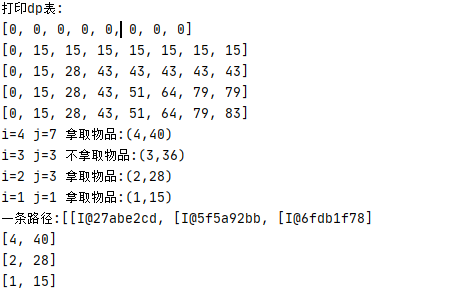 打印dp表:
[0, 0, 0, 0, 0, 0, 0, 0]
[0, 15, 15, 15, 15, 15, 15, 15]
[0, 15, 28, 43, 43, 43, 43, 43]
[0, 15, 28, 43, 51, 64, 79, 79]
[0, 15, 28, 43, 51, 64, 79, 83]
i=4 j=7 拿取物品:(4,40)
i=3 j=3 不拿取物品:(3,36)
i=2 j=3 拿取物品:(2,28)
i=1 j=1 拿取物品:(1,15)
一条路径:[[I@27abe2cd, [I@5f5a92bb, [I@6fdb1f78]
[4, 40]
[2, 28]
[1, 15]